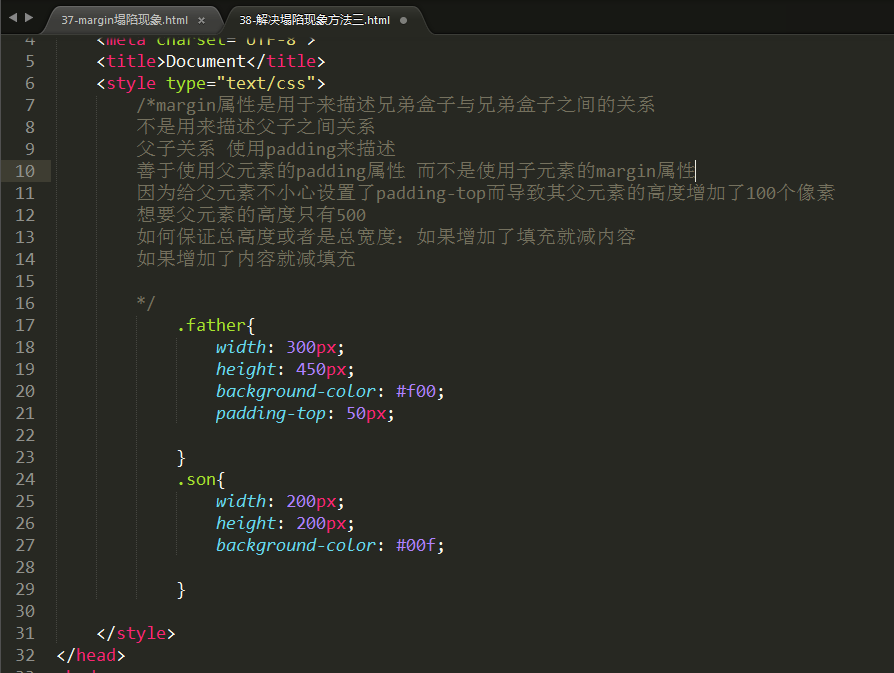 37-margin塌陷现象.html ×
38-解决塌陷现象方法三.html
4 <meta charset="UTF-8">
5 <title>Document</title>
6 <style type="text/css">
7 /*margin属性是用于来描述兄弟盒子与兄弟盒子之间的关系
8 不是用来描述父子之间关系
9 父子关系 使用padding来描述
10 善于使用父元素的padding属性 而不是使用子元素的margin属性
11 因为给父元素不小心设置了padding-top而导致其父元素的高度增加了100个像素
12 想要父元素的高度只有500
13 如何保证总高度或者是总宽度：如果增加了填充就减内容
14 如果增加了内容就减填充
15
16 */
17 .father{
18 width: 300px;
19 height: 450px;
20 background-color: #f00;
21 padding-top: 50px;
22
23 }
24 .son{
25 width: 200px;
26 height: 200px;
27 background-color: #00f;
28
29 }
30
31 </style>
32 </head>